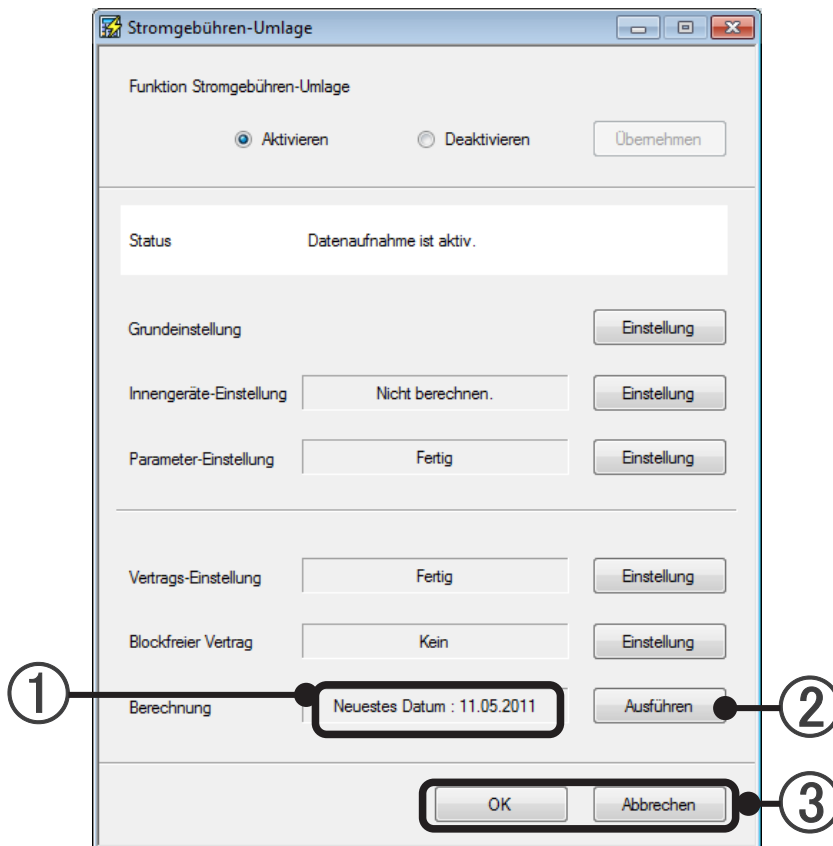 Stromgebühren-Umlage
Funktion Stromgebühren-Umlage
Aktivieren Deaktivieren Übernehmen
Status Datenaufnahme ist aktiv.
Grundeinstellung Einstellung
Innengeräte-Einstellung Nicht berechnen. Einstellung
Parameter-Einstellung Fertig Einstellung
Vertrags-Einstellung Fertig Einstellung
Blockfreier Vertrag Kein Einstellung
1 Berechnung Neuestes Datum : 11.05.2011 Ausführen 2
OK Abbrechen 3